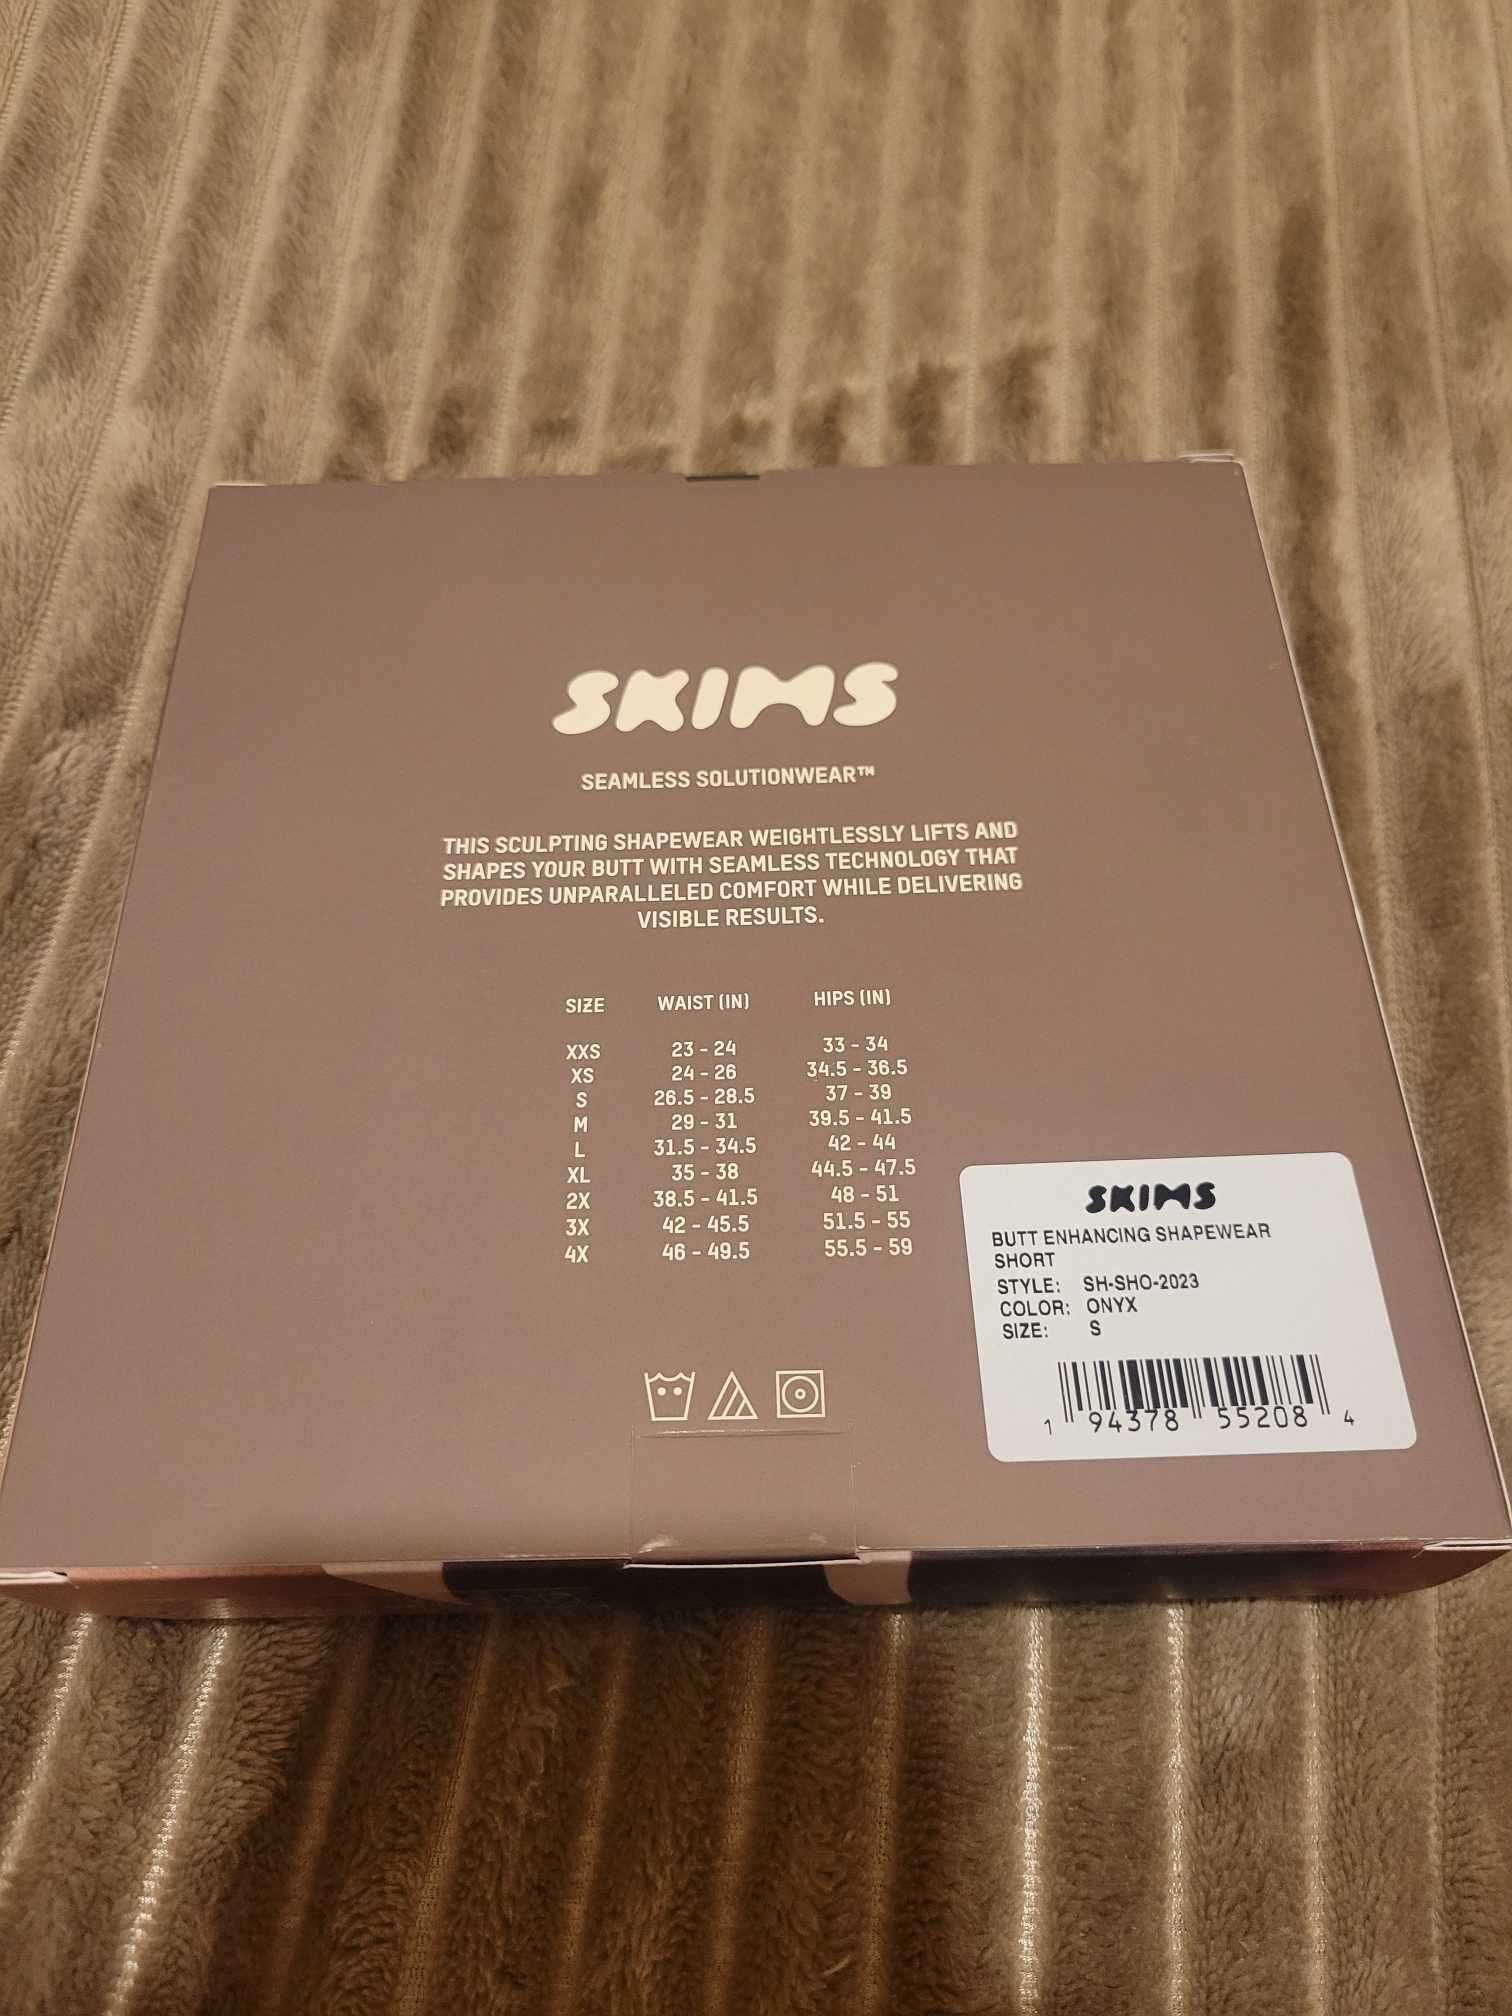 SKIMS
SEAMLESS SOLUTIONWEAR™
THIS SCULPTING SHAPEWEAR WEIGHTLESSLY LIFTS AND
SHAPES YOUR BUTT WITH SEAMLESS TECHNOLOGY THAT
PROVIDES UNPARALLELED COMFORT WHILE DELIVERING
VISIBLE RESULTS.
SIZE WAIST (IN) HIPS (IN)
XXS 23 - 24 33 - 34
XS 24 - 26 34.5 - 36.5
S 26.5 - 28.5 37 - 39
M 29 - 31 39.5 - 41.5
L 31.5 - 34.5 42 - 44
XL 35 - 38 44.5 - 47.5
2X 38.5 - 41.5 48 - 51
3X 42 - 45.5 51.5 - 55
4X 46 - 49.5 55.5 - 59
SKIMS
BUTT ENHANCING SHAPEWEAR
SHORT
STYLE: SH-SHO-2023
COLOR: ONYX
SIZE: S
1 94378 55208 4